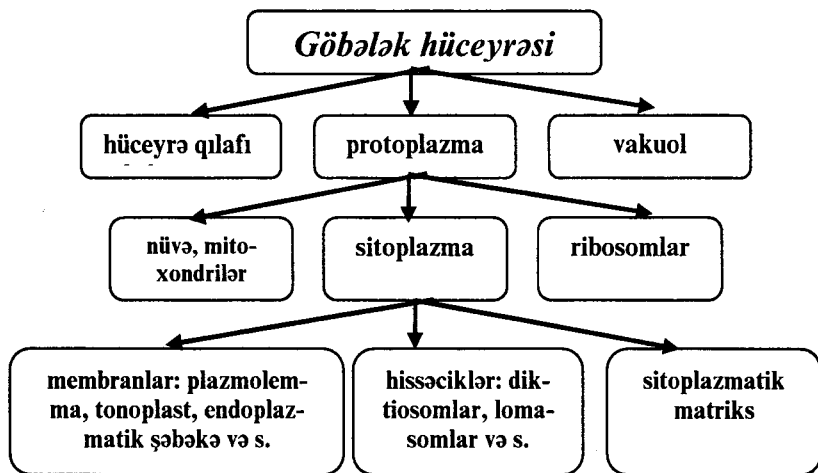 Göbələk hüceyrəsi
hüceyrə qılafı
protoplazma
vakuol
nüvə, mito-
xondrilər
sitoplazma
ribosomlar
membranlar: plazmolem-
ma, tonoplast, endoplaz-
matik şəbəkə və s.
hissəciklər: dik-
tiosomlar, loma-
somlar və s.
sitoplazmatik
matriks